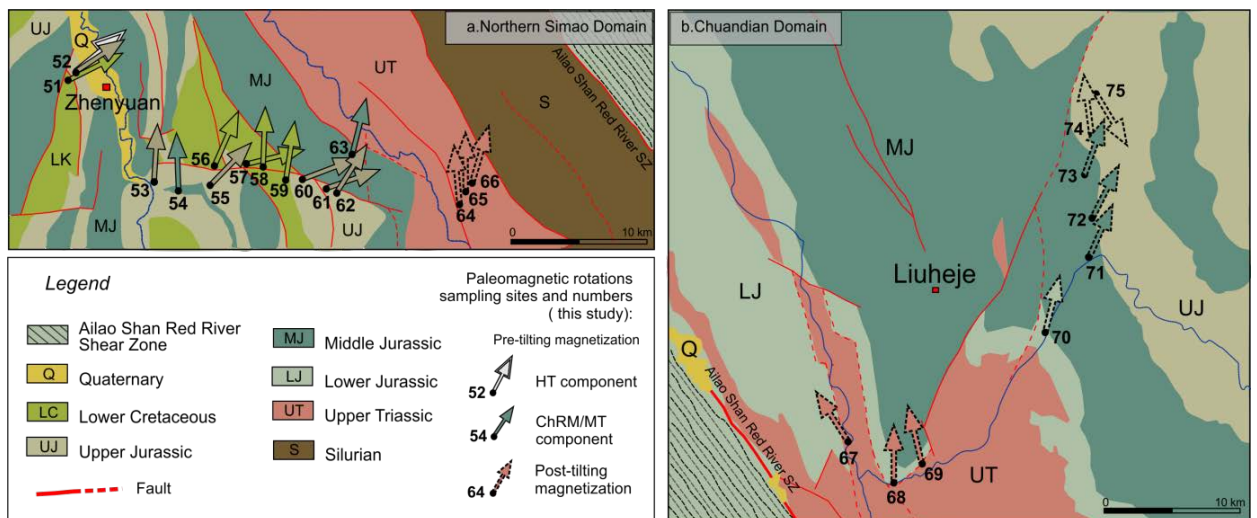 a.Northern Simao Domain
UJ
Q
52
51
Zhenyuan
LK
MJ
53
54
55
56
57
58
59
60
61
62
63
64
65
66
MJ
UJ
UT
S
Ailao Shan Red River SZ
0
10 km
Legend
Ailao Shan Red River
Shear Zone
Q
Quaternary
LC
Lower Cretaceous
UJ
Upper Jurassic
Fault
MJ
Middle Jurassic
LJ
Lower Jurassic
UT
Upper Triassic
S
Silurian
Paleomagnetic rotations
sampling sites and numbers
( this study):
Pre-tilting magnetization
52
HT component
54
ChRM/MT
component
64
Post-tilting
magnetization
b.Chuandian Domain
MJ
75
74
73
72
71
70
Liuheje
LJ
UJ
Q
Ailao Shan Red River SZ
67
68
69
UT
0
10 km